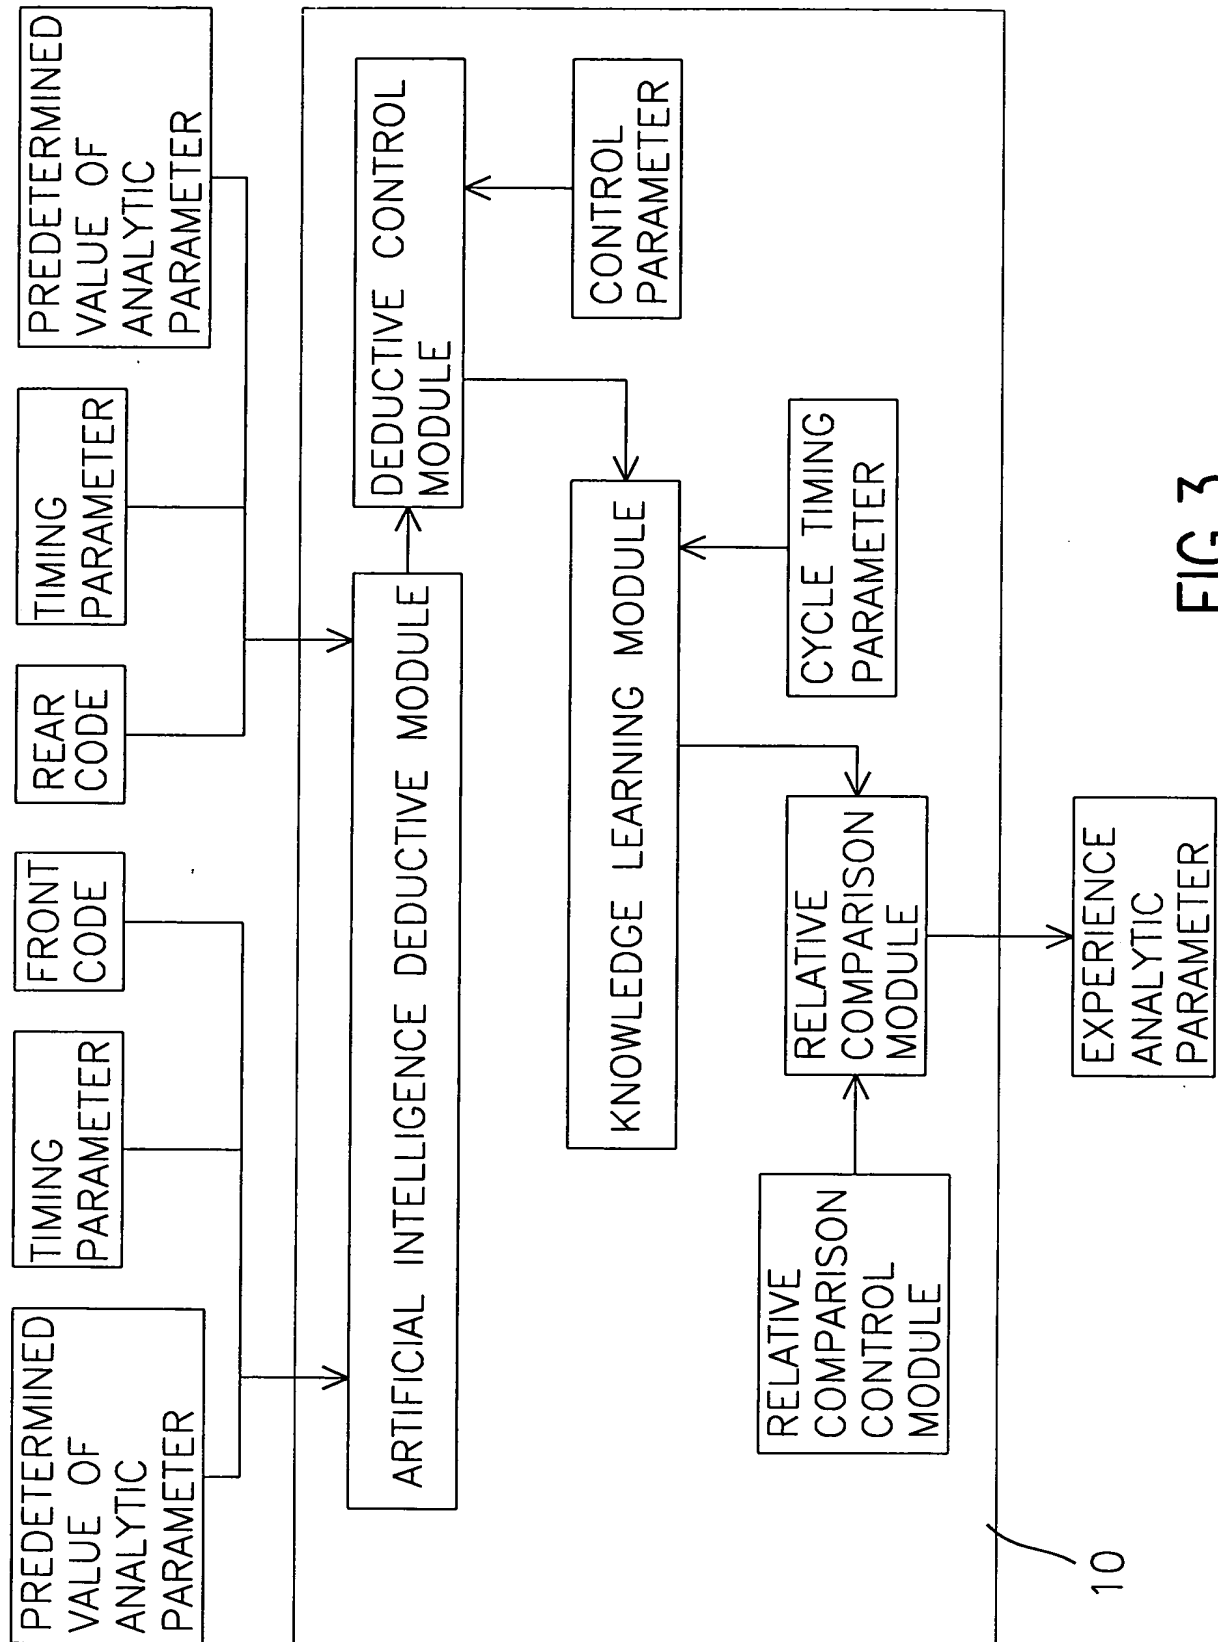 PREDETERMINED
VALUE OF
ANALYTIC
PARAMETER
TIMING
PARAMETER
FRONT
CODE
REAR
CODE
TIMING
PARAMETER
PREDETERMINED
VALUE OF
ANALYTIC
PARAMETER
ARTIFICIAL INTELLIGENCE DEDUCTIVE MODULE
DEDUCTIVE CONTROL
MODULE
KNOWLEDGE LEARNING MODULE
CONTROL
PARAMETER
RELATIVE
COMPARISON
CONTROL
MODULE
RELATIVE
COMPARISON
MODULE
CYCLE TIMING
PARAMETER
10
EXPERIENCE
ANALYTIC
PARAMETER
FIG 3